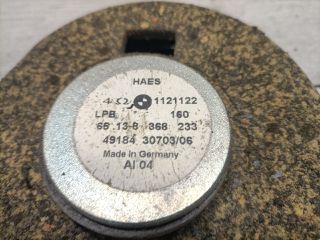 HAES
4Ω 1121122
LPB 160
65.13-8 368 233
49184 30703/06
Made in Germany
AI 04